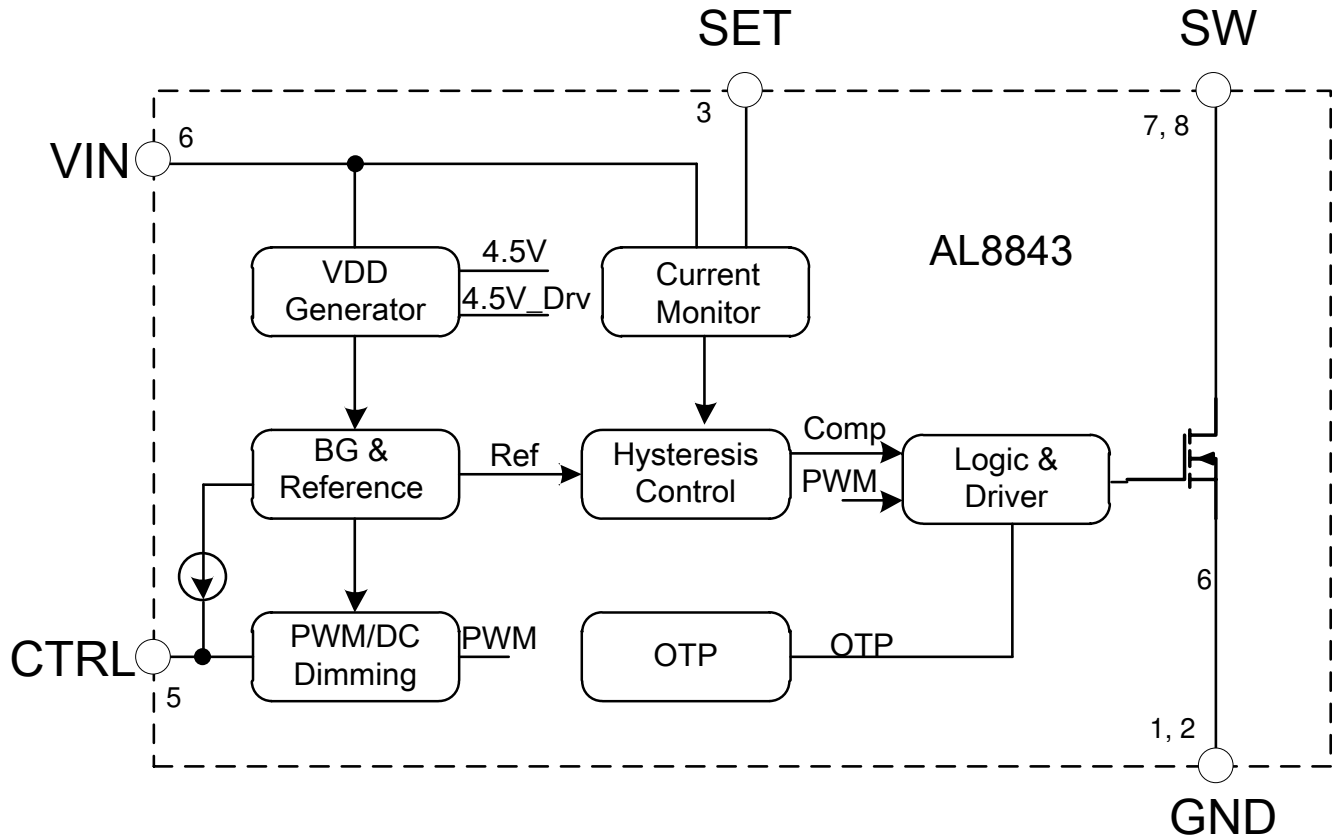 SET
SW
3
7, 8
VIN
6
AL8843
VDD
Generator
4.5V
4.5V_Drv
Current
Monitor
BG &
Reference
Ref
Hysteresis
Control
Comp
PWM
Logic &
Driver
6
CTRL
5
PWM/DC
Dimming
PWM
OTP
OTP
1, 2
GND